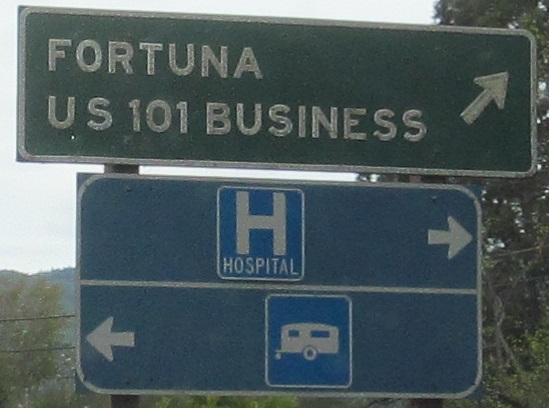 FORTUNA
US 101 BUSINESS
H
HOSPITAL